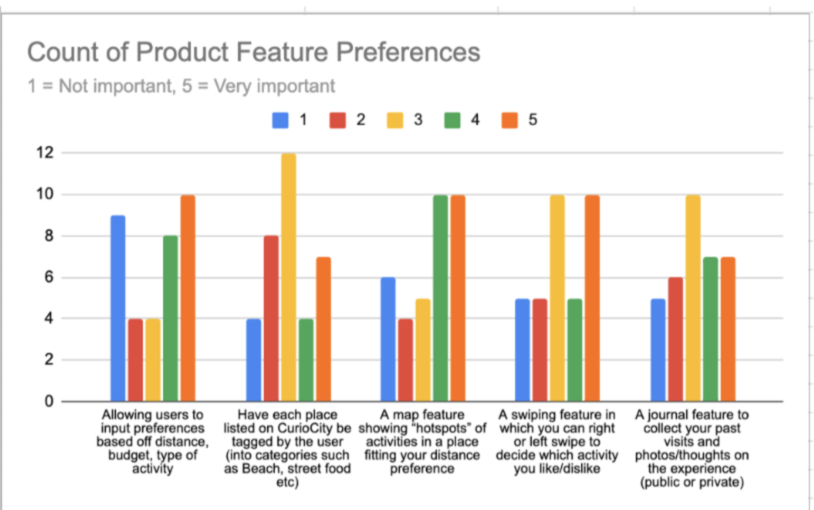 Count of Product Feature Preferences
1 = Not important, 5 = Very important
1 2 3 4 5
12
10
8
6
4
2
0
Allowing users to
input preferences
based off distance,
budget, type of
activity
Have each place
listed on CurioCity be
tagged by the user
(into categories such
as Beach, street food
etc)
A map feature
showing "hotspots" of
activities in a place
fitting your distance
preference
A swiping feature in
which you can right
or left swipe to
decide which activity
you like/dislike
A journal feature to
collect your past
visits and
photos/thoughts on
the experience
(public or private)